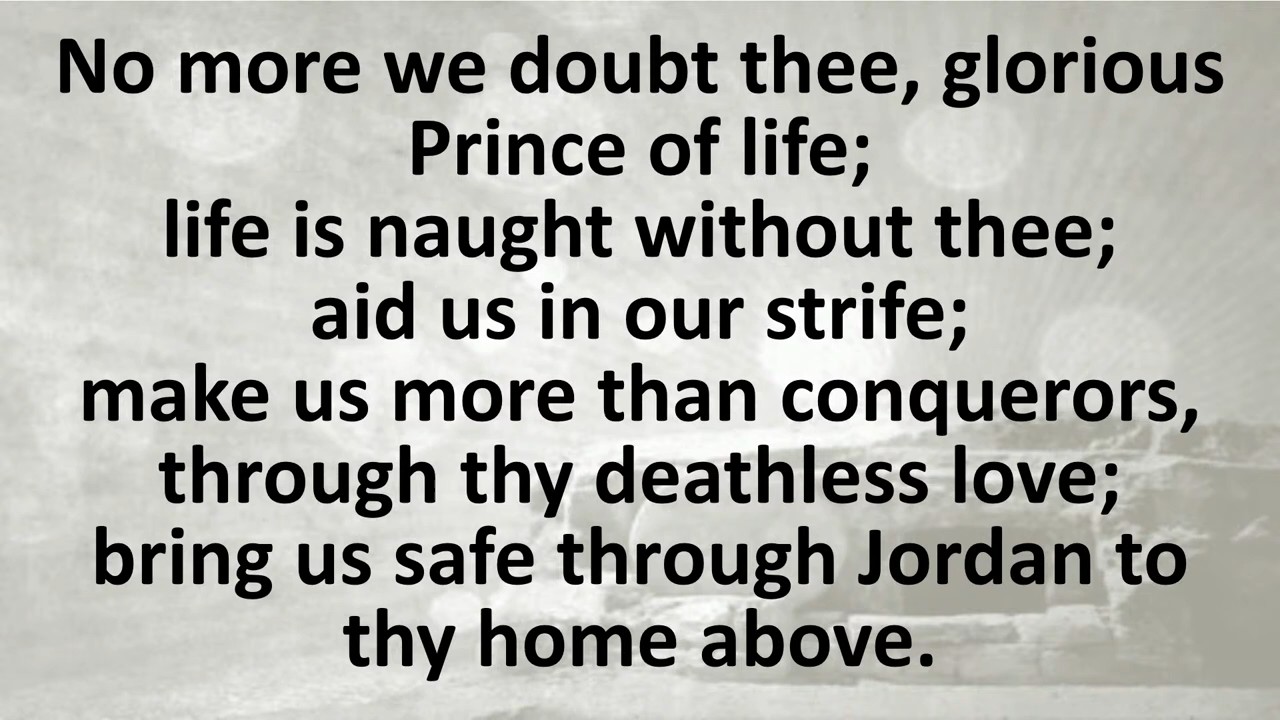 No more we doubt thee, glorious
Prince of life;
life is naught without thee;
aid us in our strife;
make us more than conquerors,
through thy deathless love;
bring us safe through Jordan to
thy home above.